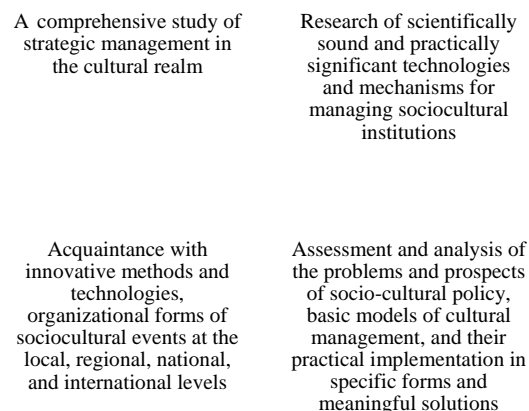 A comprehensive study of
strategic management in
the cultural realm
Research of scientifically
sound and practically
significant technologies
and mechanisms for
managing sociocultural
institutions
Acquaintance with
innovative methods and
technologies,
organizational forms of
sociocultural events at the
local, regional, national,
and international levels
Assessment and analysis of
the problems and prospects
of socio-cultural policy,
basic models of cultural
management, and their
practical implementation in
specific forms and
meaningful solutions